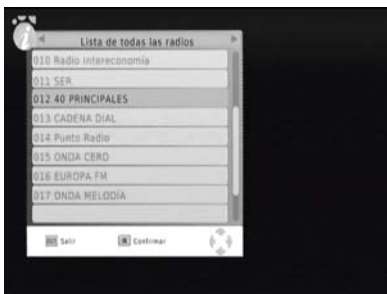 Lista de todas las radios
010 Radio Intereconomía
011 SER
012 40 PRINCIPALES
013 CADENA DIAL
014 Punto Radio
015 ONDA CERO
016 EUROPA FM
017 ONDA MELODÍA
Salir Confirmar